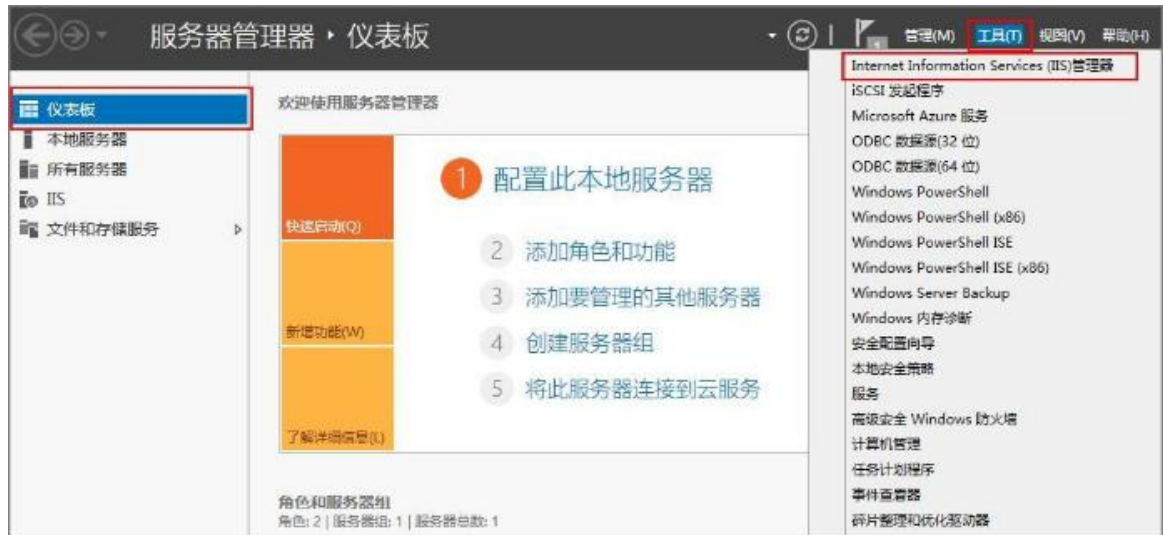 服务器管理器 · 仪表板
管理(M) 工具(T) 视图(V) 帮助(H)
1
仪表板
本地服务器
所有服务器
IIS
文件和存储服务
欢迎使用服务器管理器
快速启动(Q)
新增功能(W)
了解详细信息(L)
1 配置此本地服务器
2 添加角色和功能
3 添加要管理的其他服务器
4 创建服务器组
5 将此服务器连接到云服务
角色和服务器组
角色: 2 | 服务器组: 1 | 服务器总数: 1
Internet Information Services (IIS)管理器
iSCSI 发起程序
Microsoft Azure 服务
ODBC 数据源(32 位)
ODBC 数据源(64 位)
Windows PowerShell
Windows PowerShell (x86)
Windows PowerShell ISE
Windows PowerShell ISE (x86)
Windows Server Backup
Windows 内存诊断
安全配置向导
本地安全策略
服务
高级安全 Windows 防火墙
计算机管理
任务计划程序
事件查看器
碎片整理和优化驱动器